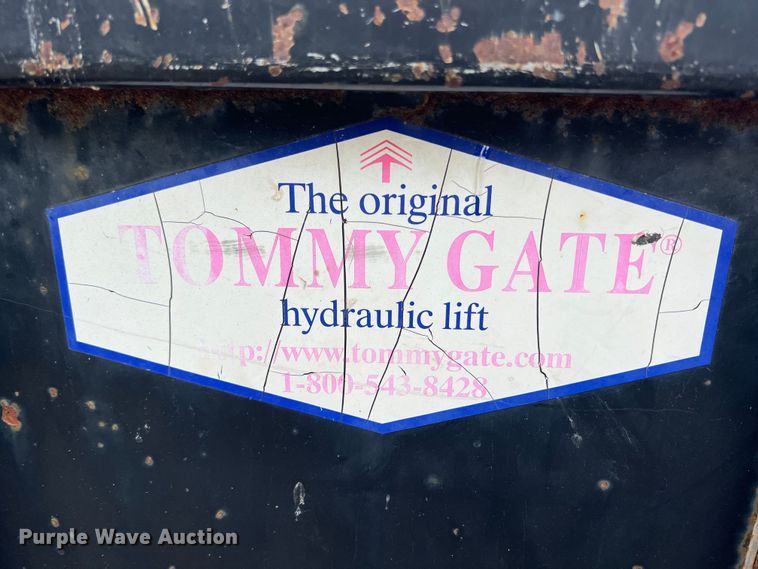 The original
TOMMY GATE®
hydraulic lift
http://www.tommygate.com
1-800-543-8428
Purple Wave Auction